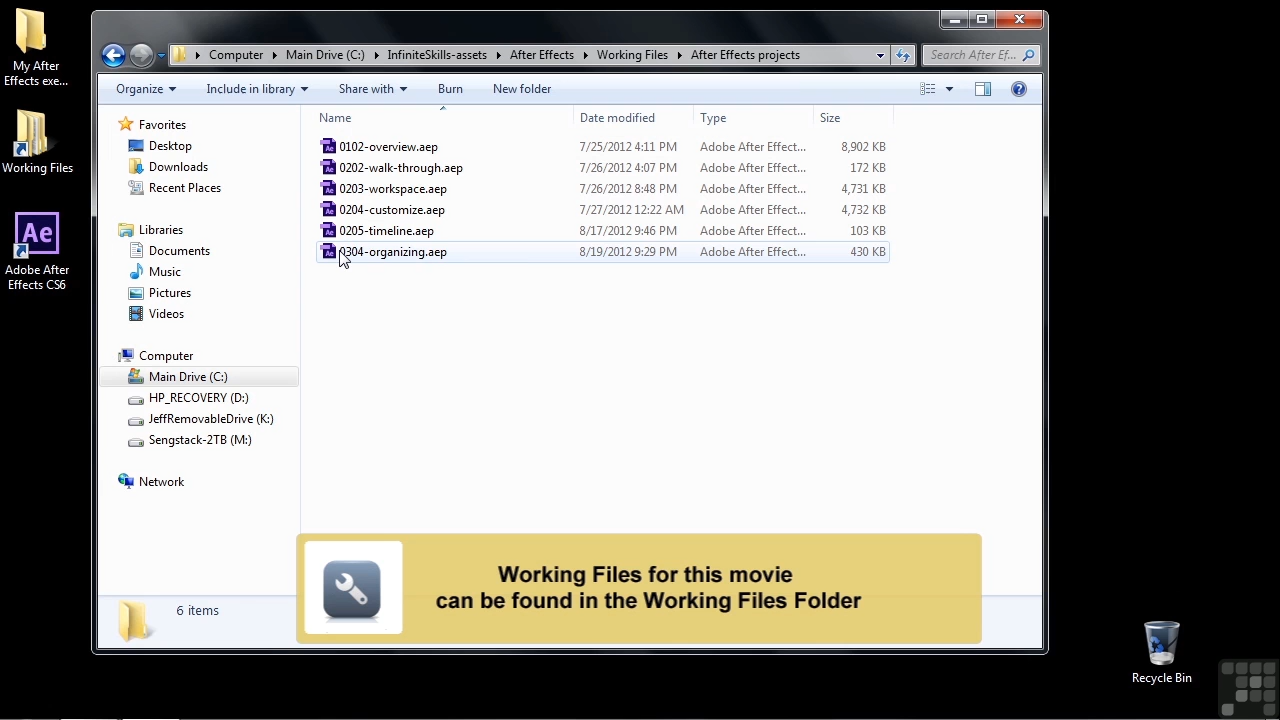 My After
Effects exe...
Working Files
Ae
Adobe After
Effects CS6
Computer
Main Drive (C:)
InfiniteSkills-assets
After Effects
Working Files
After Effects projects
Search After Ef...
Organize
Include in library
Share with
Burn
New folder
Favorites
Desktop
Downloads
Recent Places
Libraries
Documents
Music
Pictures
Videos
Computer
Main Drive (C:)
HP_RECOVERY (D:)
JeffRemovableDrive (K:)
Sengstack-2TB (M:)
Network
Name Date modified Type Size
0102-overview.aep 7/25/2012 4:11 PM Adobe After Effect... 8,902 KB
0202-walk-through.aep 7/26/2012 4:07 PM Adobe After Effect... 172 KB
0203-workspace.aep 7/26/2012 8:48 PM Adobe After Effect... 4,731 KB
0204-customize.aep 7/27/2012 12:22 AM Adobe After Effect... 4,732 KB
0205-timeline.aep 8/17/2012 9:46 PM Adobe After Effect... 103 KB
0304-organizing.aep 8/19/2012 9:29 PM Adobe After Effect... 430 KB
6 items
Working Files for this movie
can be found in the Working Files Folder
Recycle Bin